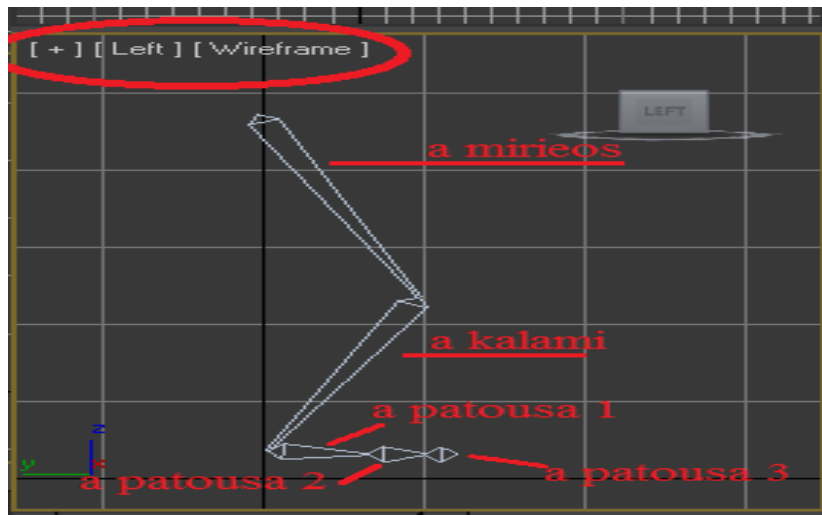 [ + ] [ Left ] [ Wireframe ]
LEFT
a mirieos
a kalami
a patousa 1
z
y
a patousa 2
a patousa 3